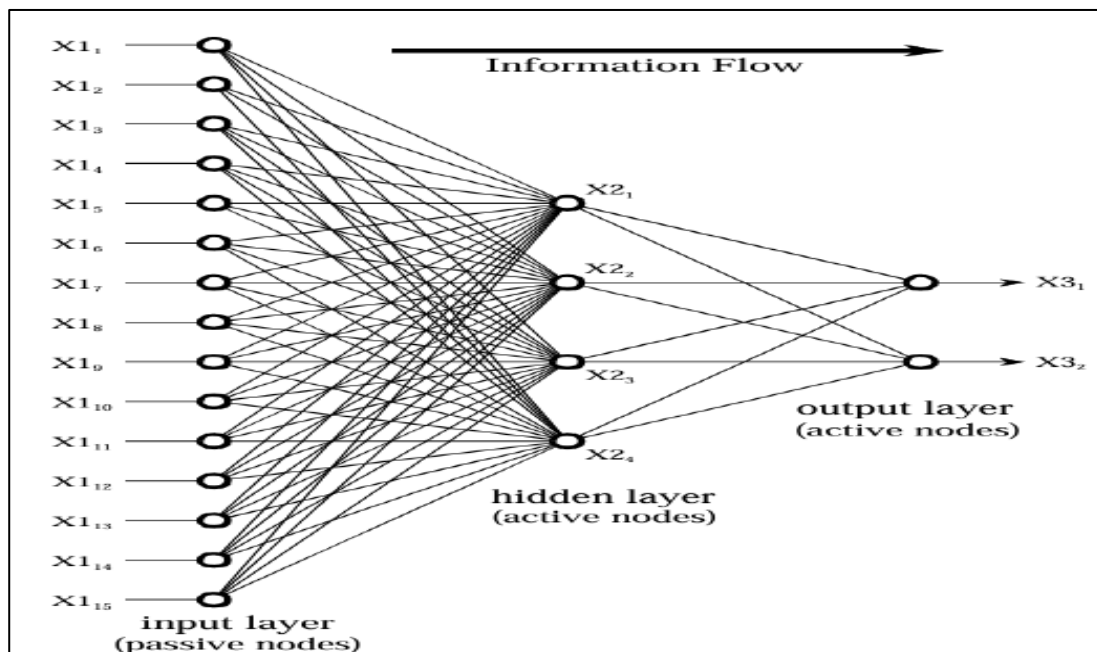 X1₁
X1₂
X1₃
X1₄
X1₅
X1₆
X1₇
X1₈
X1₉
X1₁₀
X1₁₁
X1₁₂
X1₁₃
X1₁₄
X1₁₅
input layer
(passive nodes)
Information Flow
X2₁
X2₂
X2₃
X2₄
hidden layer
(active nodes)
X3₁
X3₂
output layer
(active nodes)